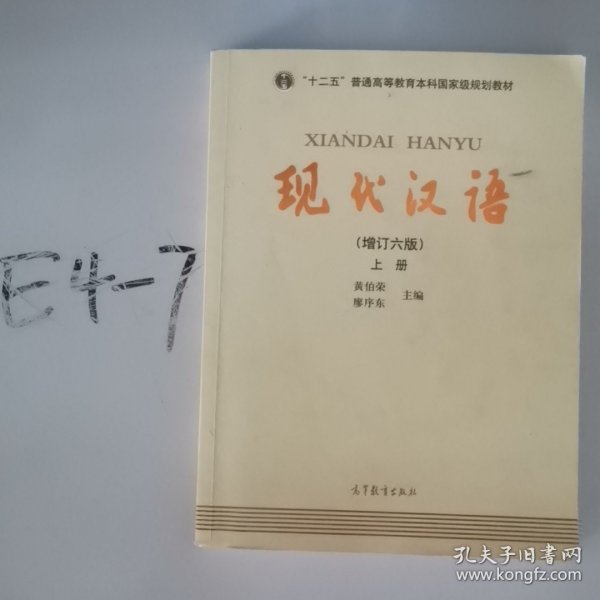 "十二五"普通高等教育本科国家级规划教材
XIANDAI HANYU
现代汉语
（增订六版）
上 册
黄伯荣
廖序东 主编
E4-7
高等教育出版社
孔夫子旧书网
www.kongfz.com